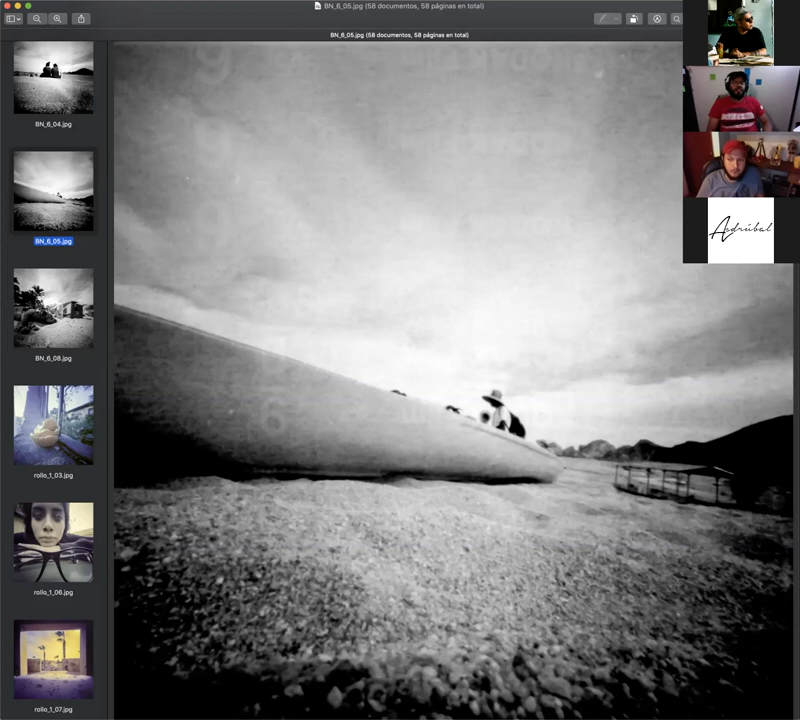 BN_6_05.jpg (58 documentos, 58 páginas en total)
BN_6_05.jpg (58 documentos, 58 páginas en total)
BN_6_04.jpg
BN_6_05.jpg
BN_6_08.jpg
rollo_1_03.jpg
rollo_1_06.jpg
rollo_1_07.jpg
Asdrúbal